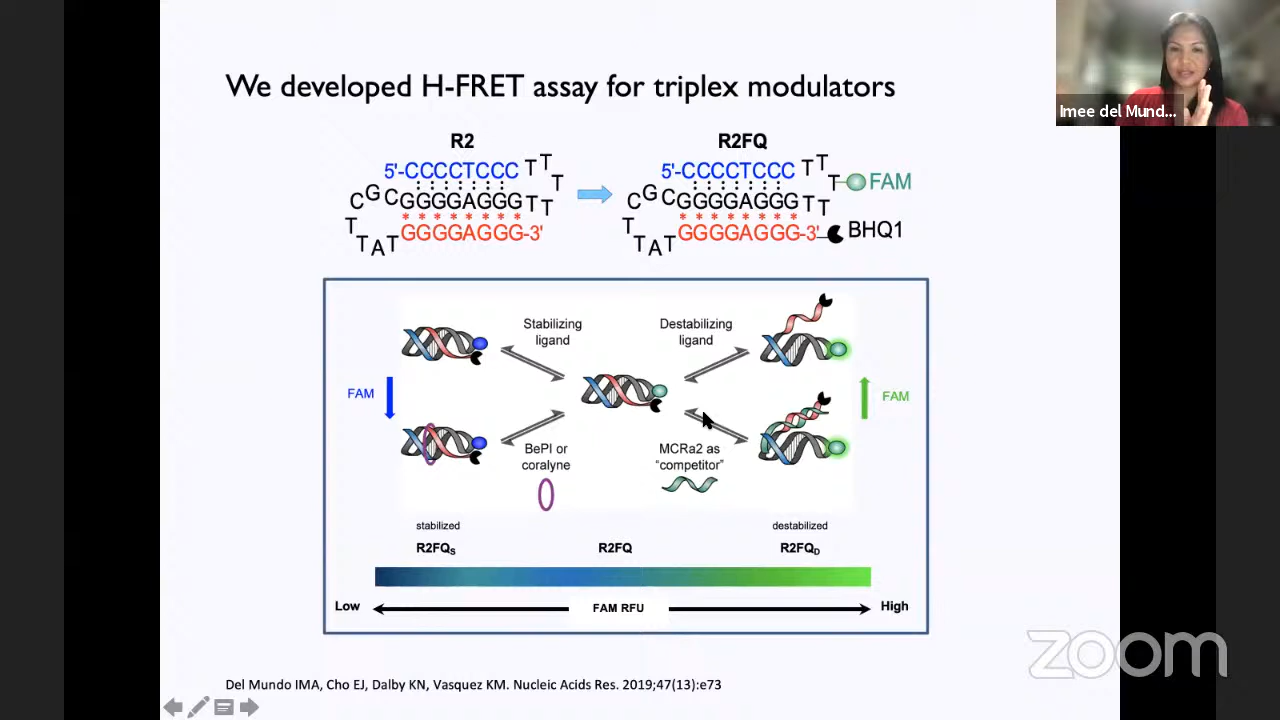 We developed H-FRET assay for triplex modulators
Imee del Mund...
R2
5'-CCCCTCCC T T T
C G C GGGGAGGG T T
T T A T GGGGAGGG-3'
R2FQ
5'-CCCCTCCC T T T FAM
C G C GGGGAGGG T T
T T A T GGGGAGGG-3' BHQ1
Stabilizing
ligand
Destabilizing
ligand
FAM
FAM
BePI or
coralyne
MCRa2 as
"competitor"
stabilized
destabilized
R2FQS
R2FQ
R2FQD
Low
FAM RFU
High
zoom
Del Mundo IMA, Cho EJ, Dalby KN, Vasquez KM. Nucleic Acids Res. 2019;47(13):e73